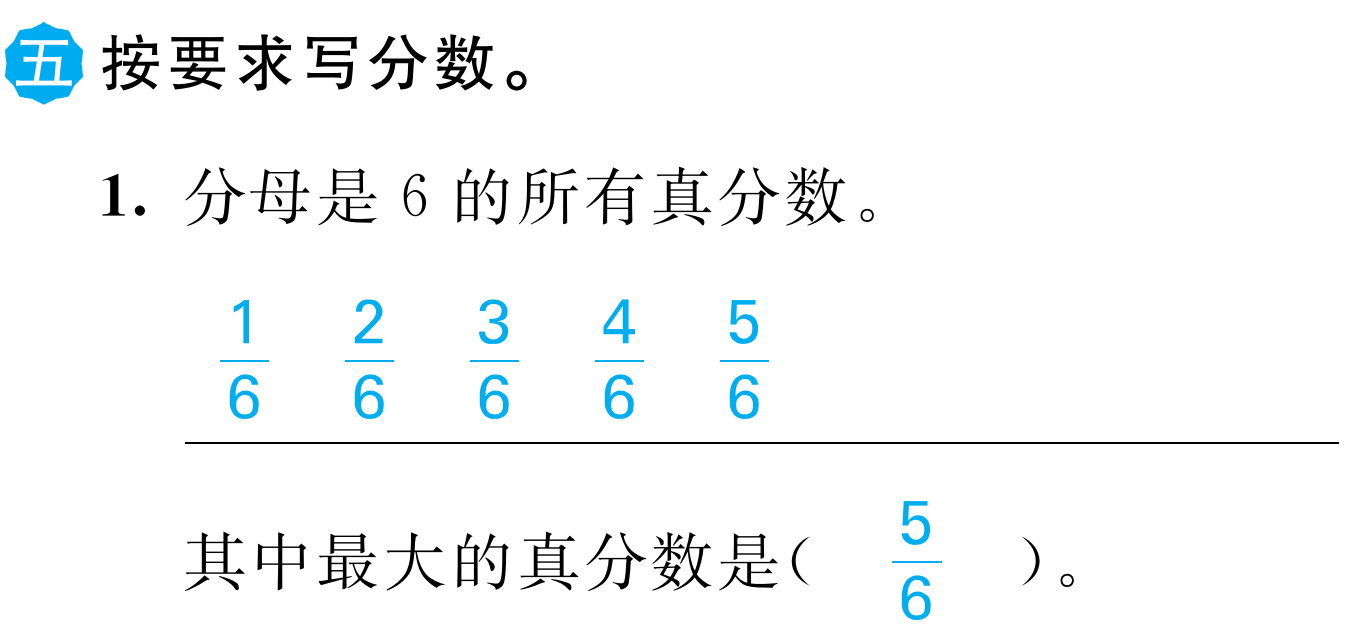 五 按要求写分数。
1. 分母是 6 的所有真分数。
1/6 2/6 3/6 4/6 5/6
其中最大的真分数是( 5/6 )。